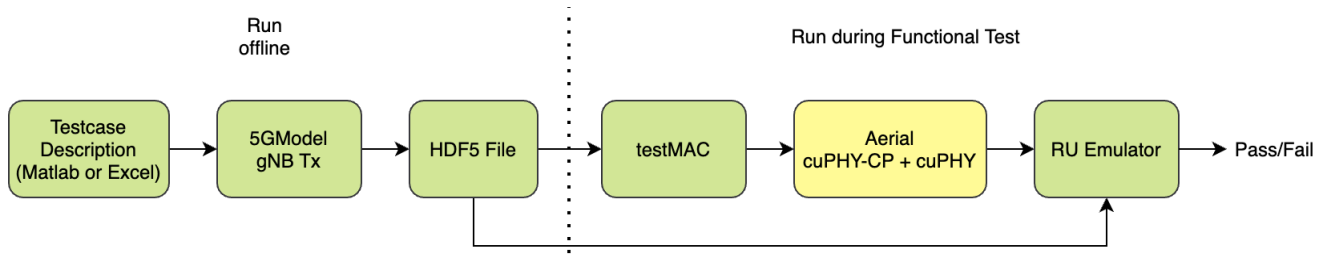 Run
offline
Run during Functional Test
Testcase
Description
(Matlab or Excel)
5GModel
gNB Tx
HDF5 File
testMAC
Aerial
cuPHY-CP + cuPHY
RU Emulator
Pass/Fail